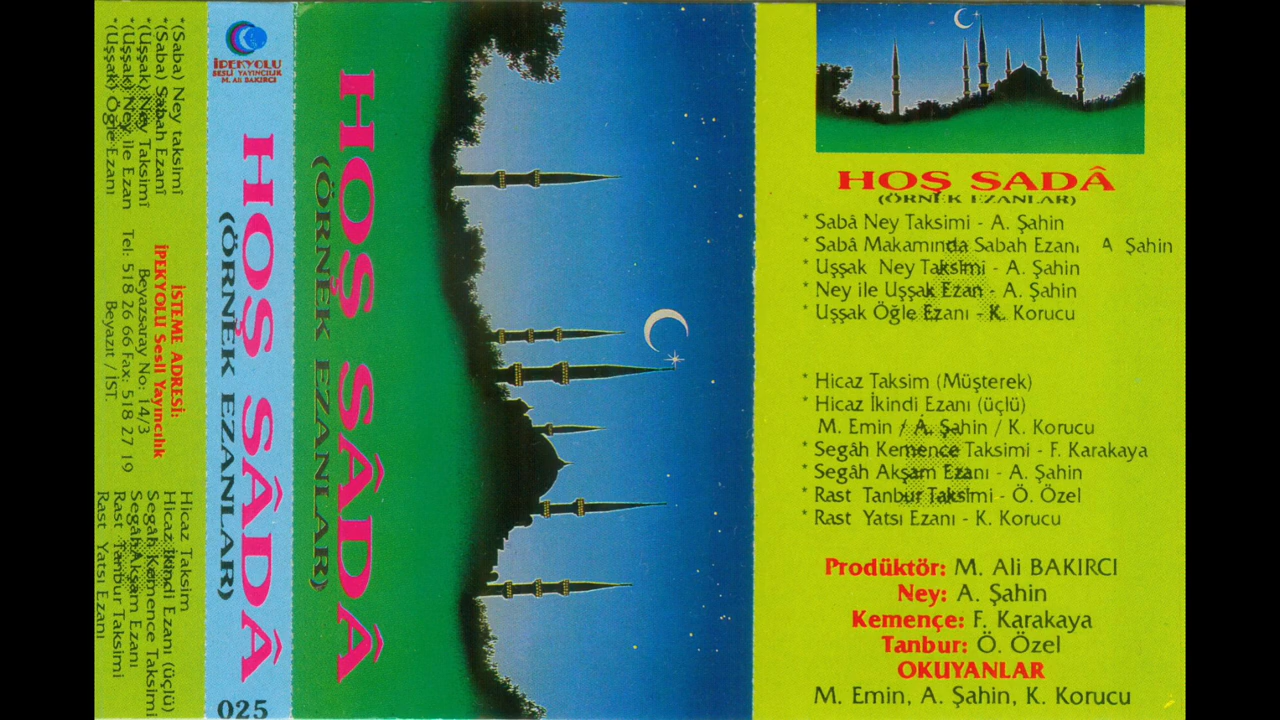 *(Saba) Ney taksimî
*(Saba) Sabah Ezanî
*(Uşşak) Ney Taksimî
*(Uşşak) Ney ile Ezan
*(Uşşak) Öğle Ezanı
İSTEME ADRESİ:
İPEKYOLU Sesli Yayıncılık
Beyazsaray No: 14/3
Tel: 518 26 66 Fax: 518 27 19
Beyazıt / İST.
Hicaz Taksim
Hicaz İkindi Ezanı (üçlü)
Segâh Kemence Taksimi
Segâh Akşam Ezanı
Rast Tanbur Taksimi
Rast Yatsı Ezanı
İPEKYOLU
SESLİ YAYINCILIK
M. Ali BAKIRCI
HOŞ SÂDÂ
(ÖRNEK EZANLAR)
025
HOŞ SÂDÂ
(ÖRNEK EZANLAR)
HOŞ SADÂ
(ÖRNEK EZANLAR)
* Sabâ Ney Taksimi - A. Şahin
* Sabâ Makamında Sabah Ezanı A Şahin
* Uşşak Ney Taksimî - A. Şahin
* Ney ile Uşşak Ezan - A. Şahin
* Uşşak Öğle Ezanı - K. Korucu
* Hicaz Taksim (Müşterek)
* Hicaz İkindi Ezanı (üçlü)
M. Emin / A. Şahin / K. Korucu
* Segâh Kemence Taksimi - F. Karakaya
* Segâh Akşam Ezanı - A. Şahin
* Rast Tanbur Taksimi - Ö. Özel
* Rast Yatsı Ezanı - K. Korucu
Prodüktör: M. Ali BAKIRCI
Ney: A. Şahin
Kemençe: F. Karakaya
Tanbur: Ö. Özel
OKUYANLAR
M. Emin, A. Şahin, K. Korucu